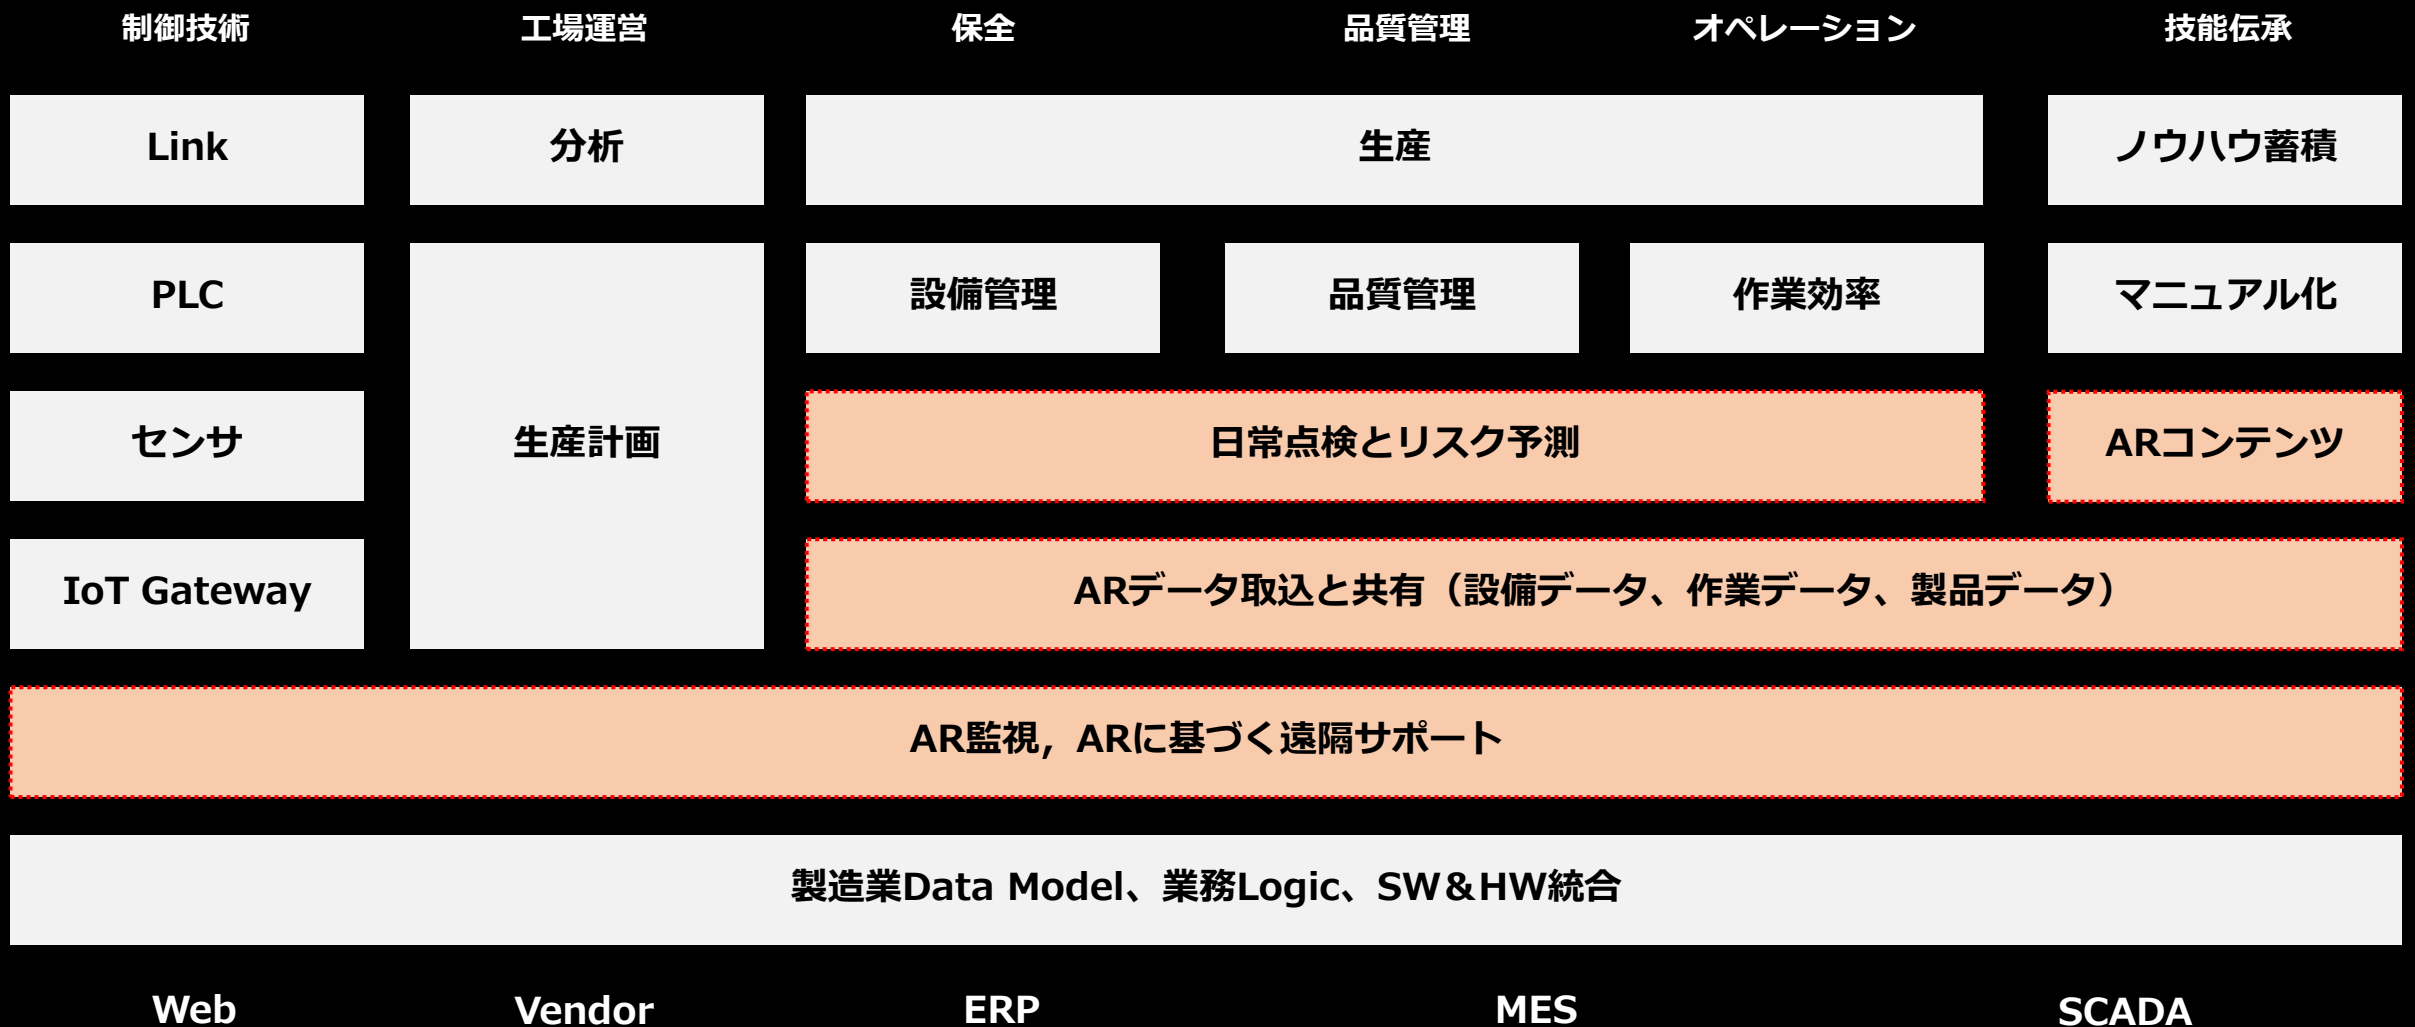 制御技術
工場運営
保全
品質管理
オペレーション
技能伝承
Link
分析
生産
ノウハウ蓄積
PLC
設備管理
品質管理
作業効率
マニュアル化
センサ
生産計画
日常点検とリスク予測
ARコンテンツ
IoT Gateway
ARデータ取込と共有（設備データ、作業データ、製品データ）
AR監視，ARに基づく遠隔サポート
製造業Data Model、業務Logic、SW＆HW統合
Web
Vendor
ERP
MES
SCADA